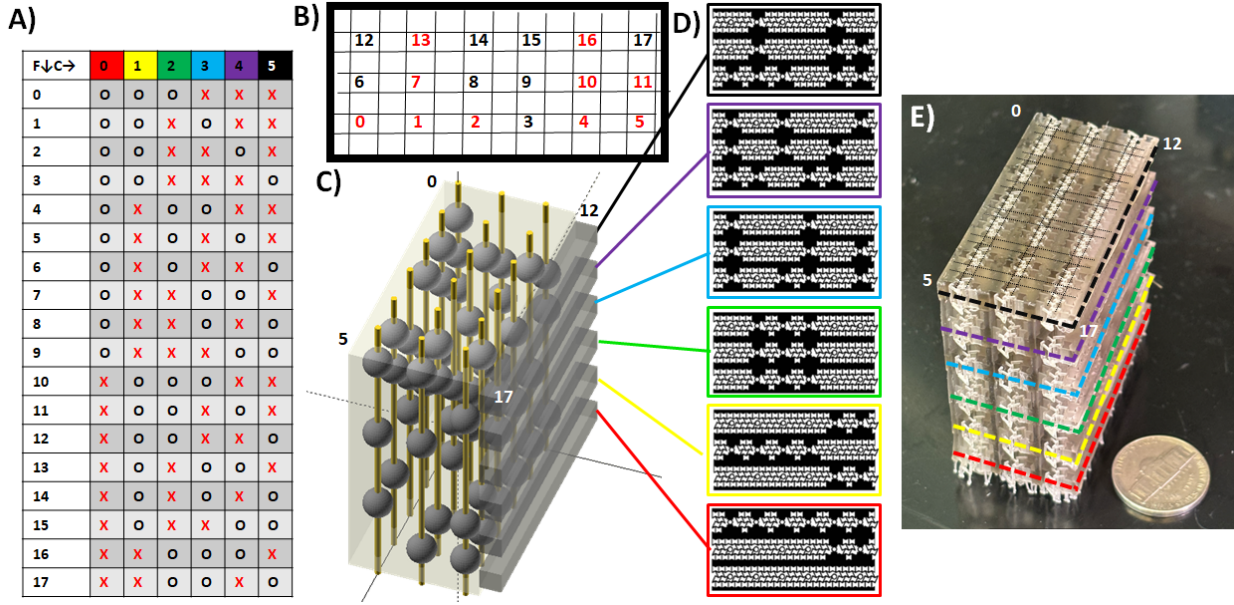 A)
F↓C→ 0 1 2 3 4 5
0 O O O X X X
1 O O X O X X
2 O O X X O X
3 O O X X X O
4 O X O O X X
5 O X O X O X
6 O X O X X O
7 O X X O O X
8 O X X O X O
9 O X X X O O
10 X O O O X X
11 X O O X O X
12 X O O X X O
13 X O X O O X
14 X O X O X O
15 X O X X O O
16 X X O O O X
17 X X O O X O
B)
12 13 14 15 16 17
6 7 8 9 10 11
0 1 2 3 4 5
C)
0
12
5
17
D)
E)
0
12
5
17